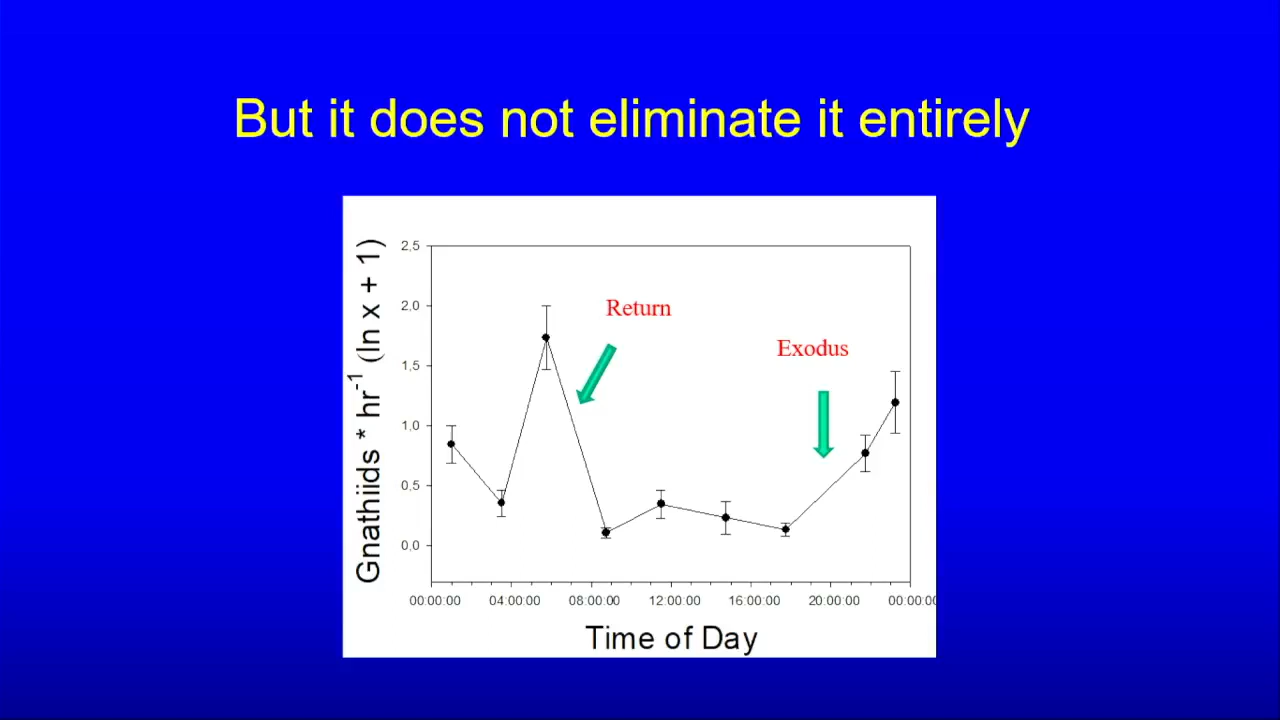 But it does not eliminate it entirely
Gnathiids * hr⁻¹ (ln x + 1)
2.5
2.0
1.5
1.0
0.5
0.0
Return
Exodus
00:00:00 04:00:00 08:00:00 12:00:00 16:00:00 20:00:00 00:00:00
Time of Day